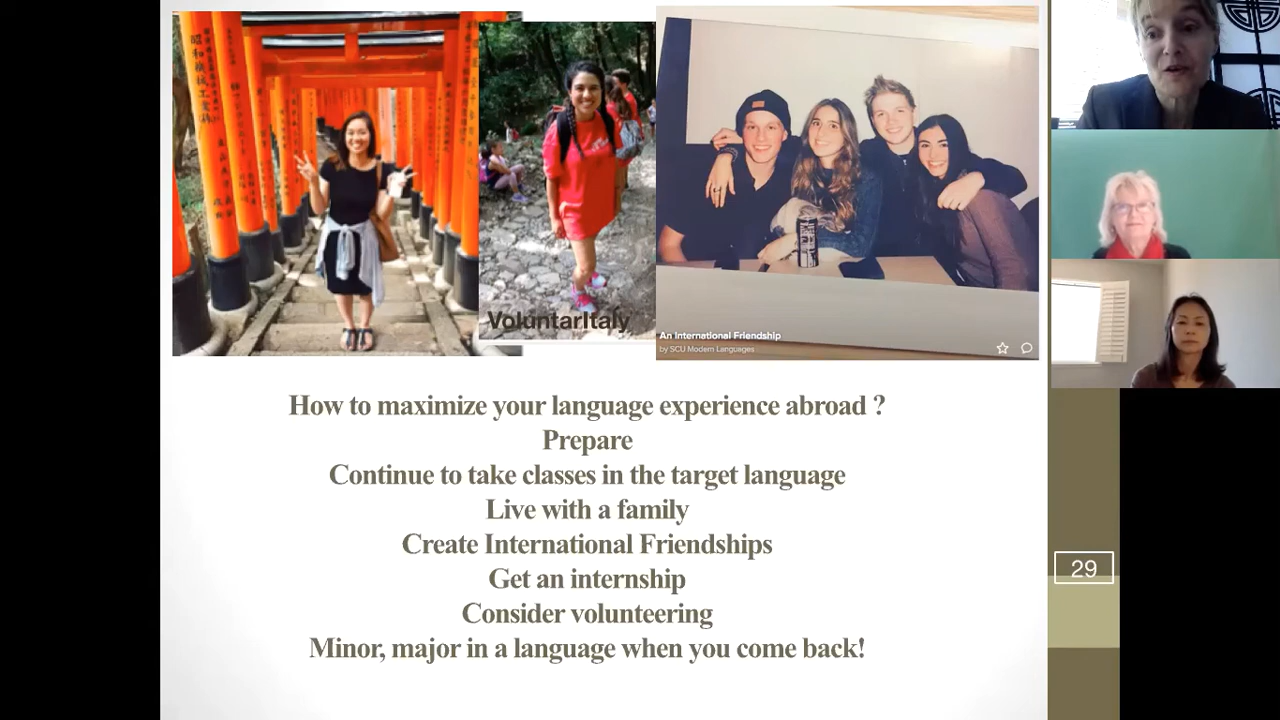 VoluntarItaly
An International Friendship
by SCU Modern Languages
How to maximize your language experience abroad ?
Prepare
Continue to take classes in the target language
Live with a family
Create International Friendships
Get an internship
Consider volunteering
Minor, major in a language when you come back!
29